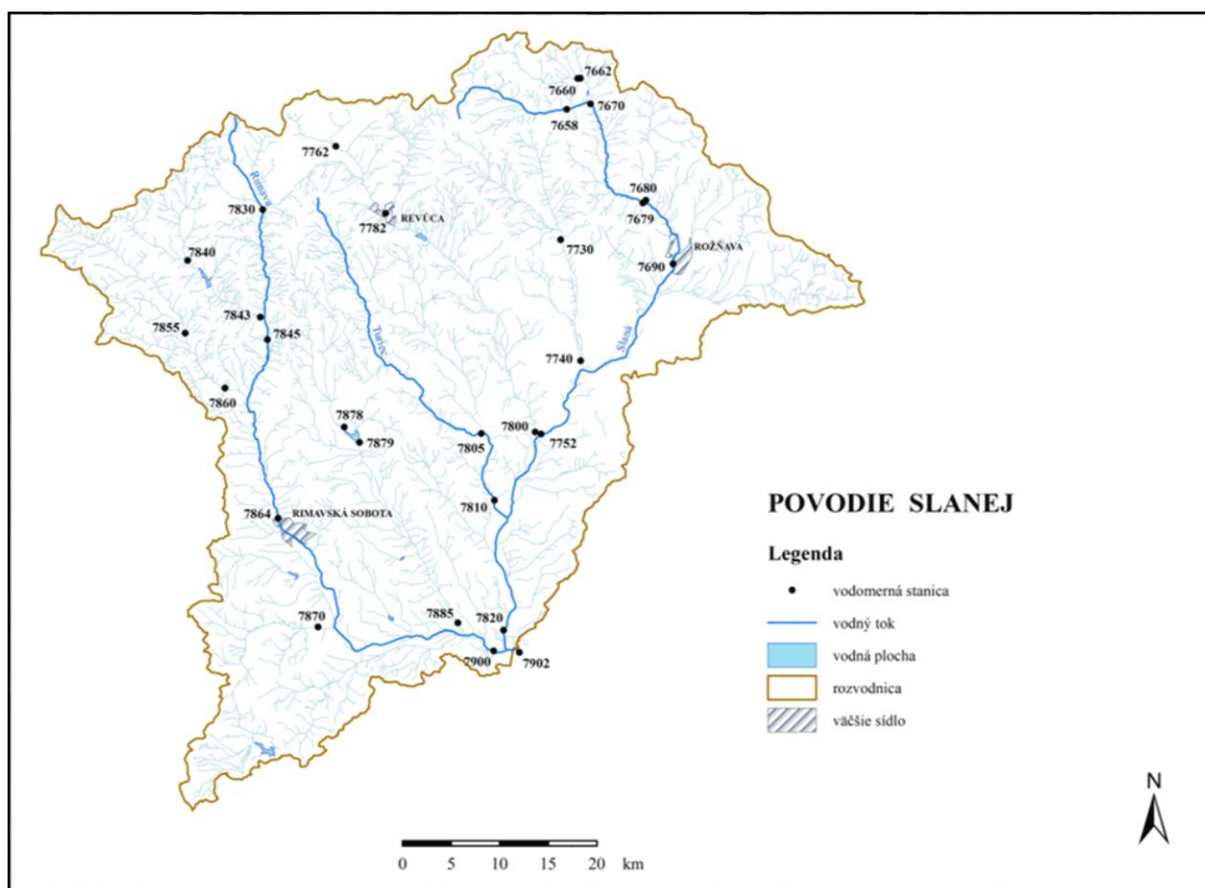 7662
7660
7670
7658
7762
Rimava
7680
7679
7830
7782
REVÚCA
7730
ROŽŇAVA
7690
7840
7843
7855
7845
Turiec
Slaná
7740
7860
7878
7879
7805
7800
7752
7810
7864
RIMAVSKÁ SOBOTA
7870
7885
7820
7900
7902
POVODIE SLANEJ
Legenda
vodomerná stanica
vodný tok
vodná plocha
rozvodnica
väčšie sídlo
N
0 5 10 15 20 km